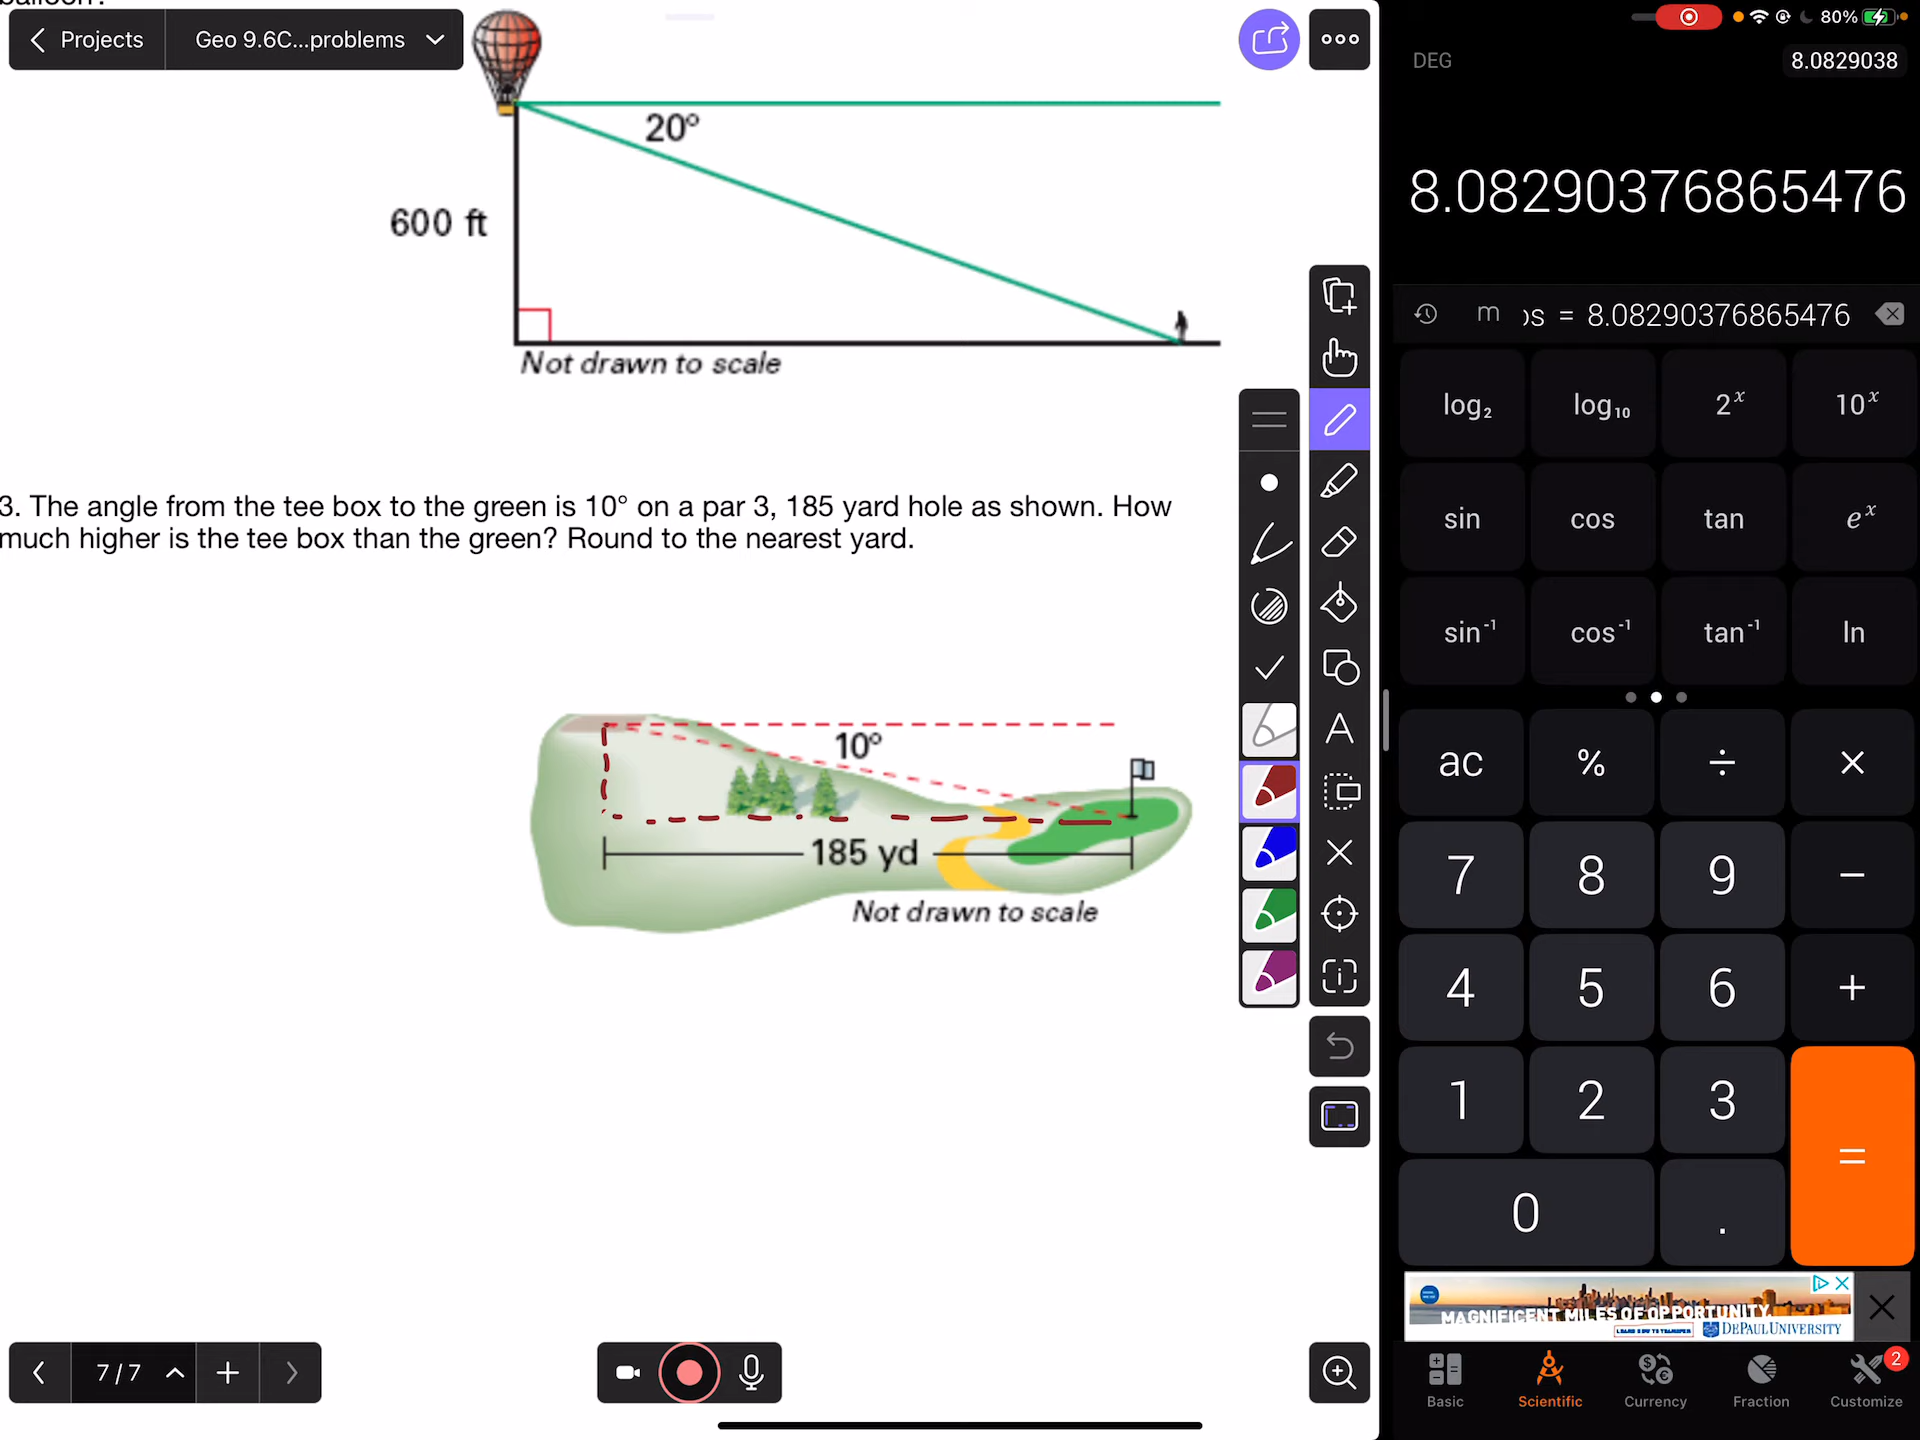 balloon?
Projects
Geo 9.6C...problems
20°
600 ft
Not drawn to scale
3. The angle from the tee box to the green is 10° on a par 3, 185 yard hole as shown. How
much higher is the tee box than the green? Round to the nearest yard.
10°
185 yd
Not drawn to scale
A
7/7
80%
DEG
8.0829038
8.08290376865476
m
os = 8.08290376865476
log₂ log₁₀ 2ˣ 10ˣ
sin cos tan eˣ
sin⁻¹ cos⁻¹ tan⁻¹ ln
ac % ÷ ×
7 8 9 −
4 5 6 +
1 2 3
0 . =
MAGNIFICENT MILES OF OPPORTUNITY
DEPAUL UNIVERSITY
2
Basic Scientific Currency Fraction Customize